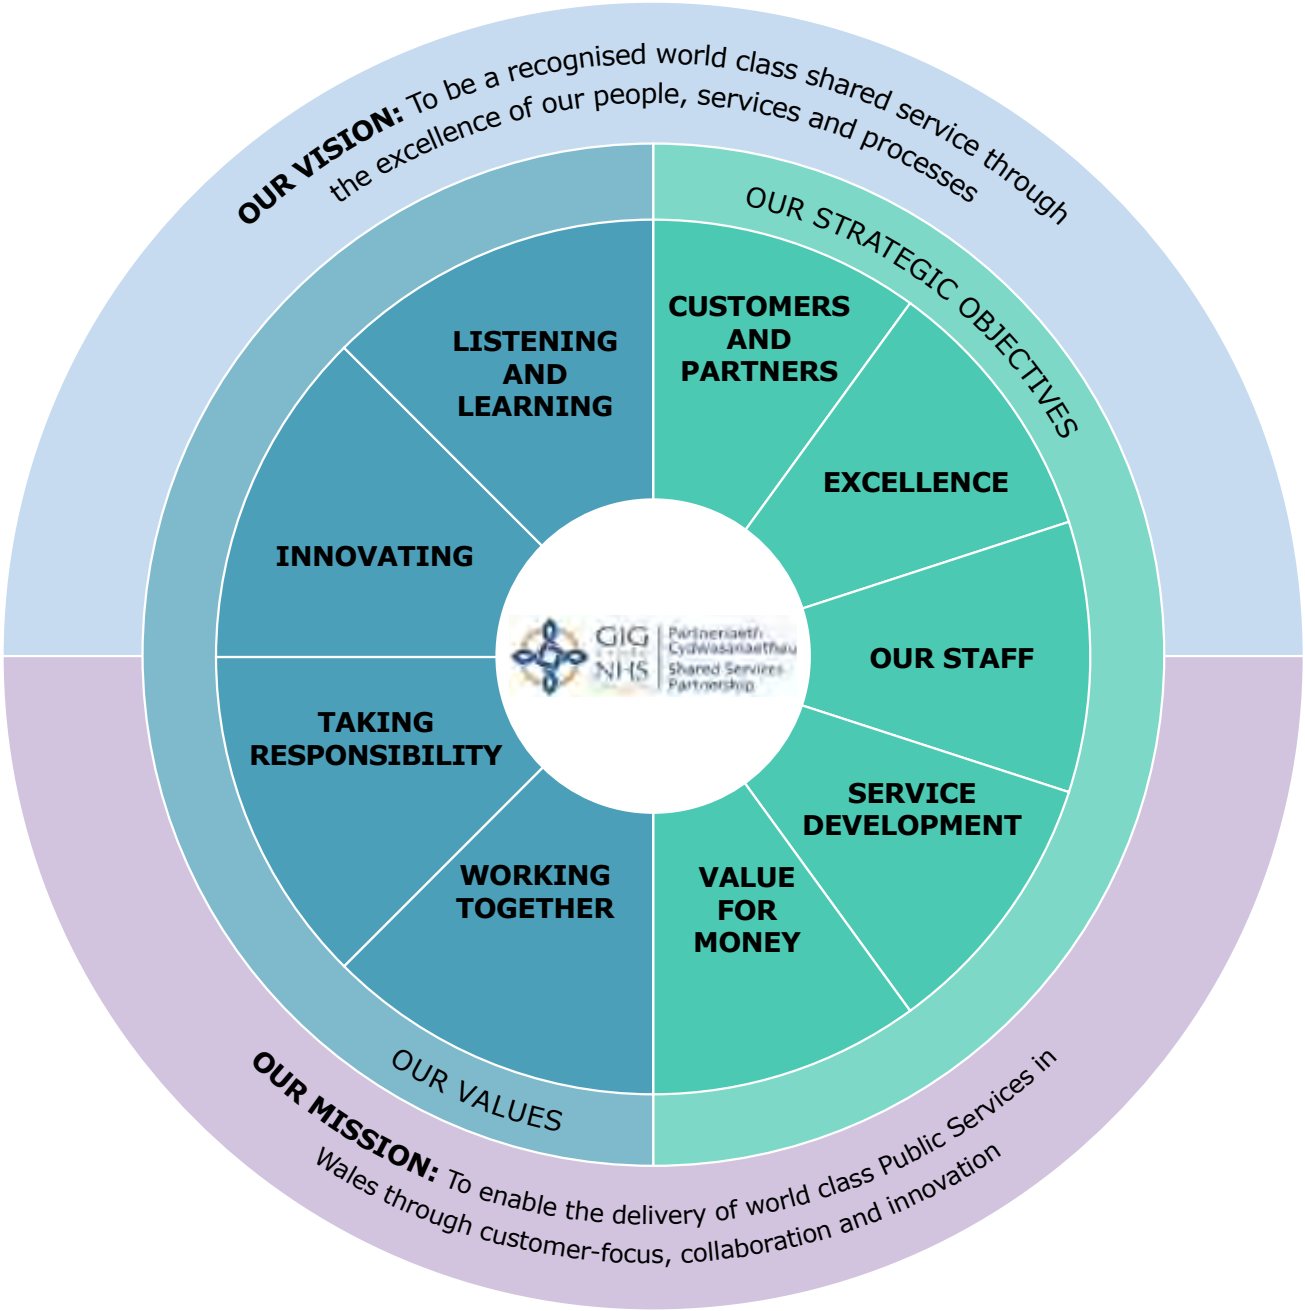 OUR VISION: To be a recognised world class shared service through
the excellence of our people, services and processes
OUR STRATEGIC OBJECTIVES
CUSTOMERS
AND
PARTNERS
EXCELLENCE
OUR STAFF
SERVICE
DEVELOPMENT
VALUE
FOR
MONEY
LISTENING
AND
LEARNING
INNOVATING
TAKING
RESPONSIBILITY
WORKING
TOGETHER
OUR VALUES
GIG
NHS
Partneriaeth
Cydwasanaethau
Shared Services
Partnership
OUR MISSION: To enable the delivery of world class Public Services in
Wales through customer-focus, collaboration and innovation